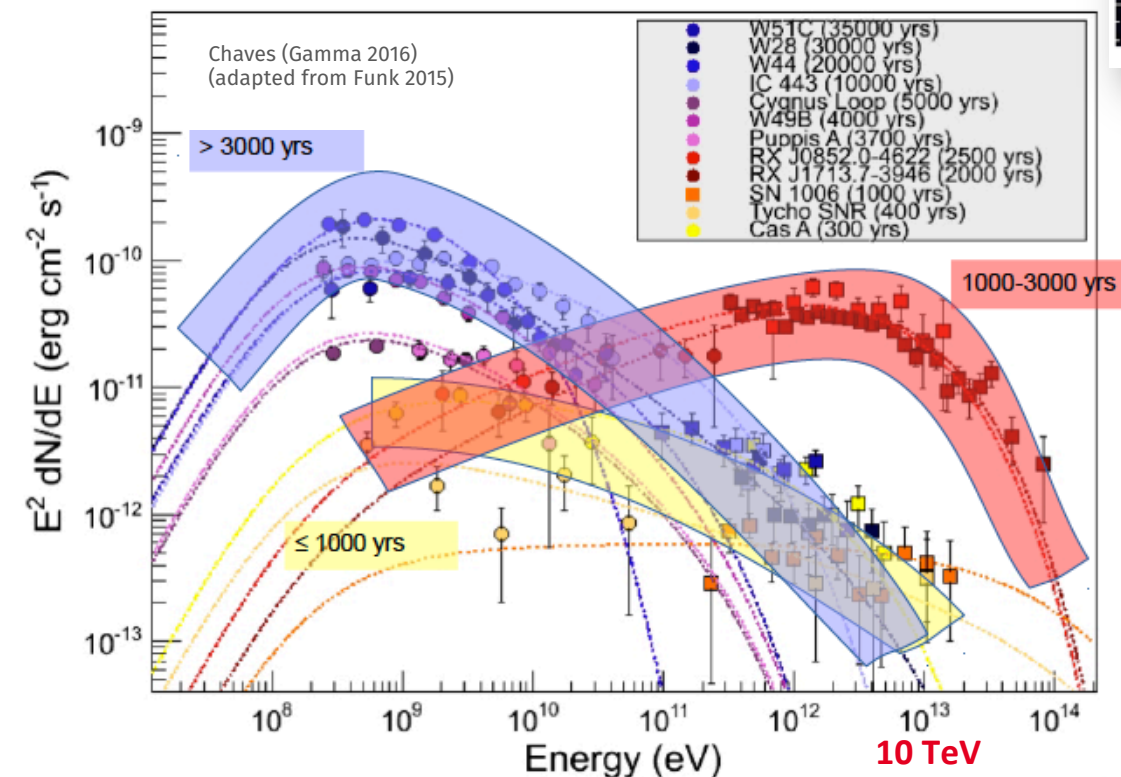 Chaves (Gamma 2016)
(adapted from Funk 2015)
W51C (35000 yrs)
W28 (30000 yrs)
W44 (20000 yrs)
IC 443 (10000 yrs)
Cygnus Loop (5000 yrs)
W49B (4000 yrs)
Puppis A (3700 yrs)
RX J0852.0-4622 (2500 yrs)
RX J1713.7-3946 (2000 yrs)
SN 1006 (1000 yrs)
Tycho SNR (400 yrs)
Cas A (300 yrs)
> 3000 yrs
1000-3000 yrs
≤ 1000 yrs
E² dN/dE (erg cm⁻² s⁻¹)
10⁻⁹
10⁻¹⁰
10⁻¹¹
10⁻¹²
10⁻¹³
10⁸ 10⁹ 10¹⁰ 10¹¹ 10¹² 10¹³ 10¹⁴
Energy (eV)
10 TeV